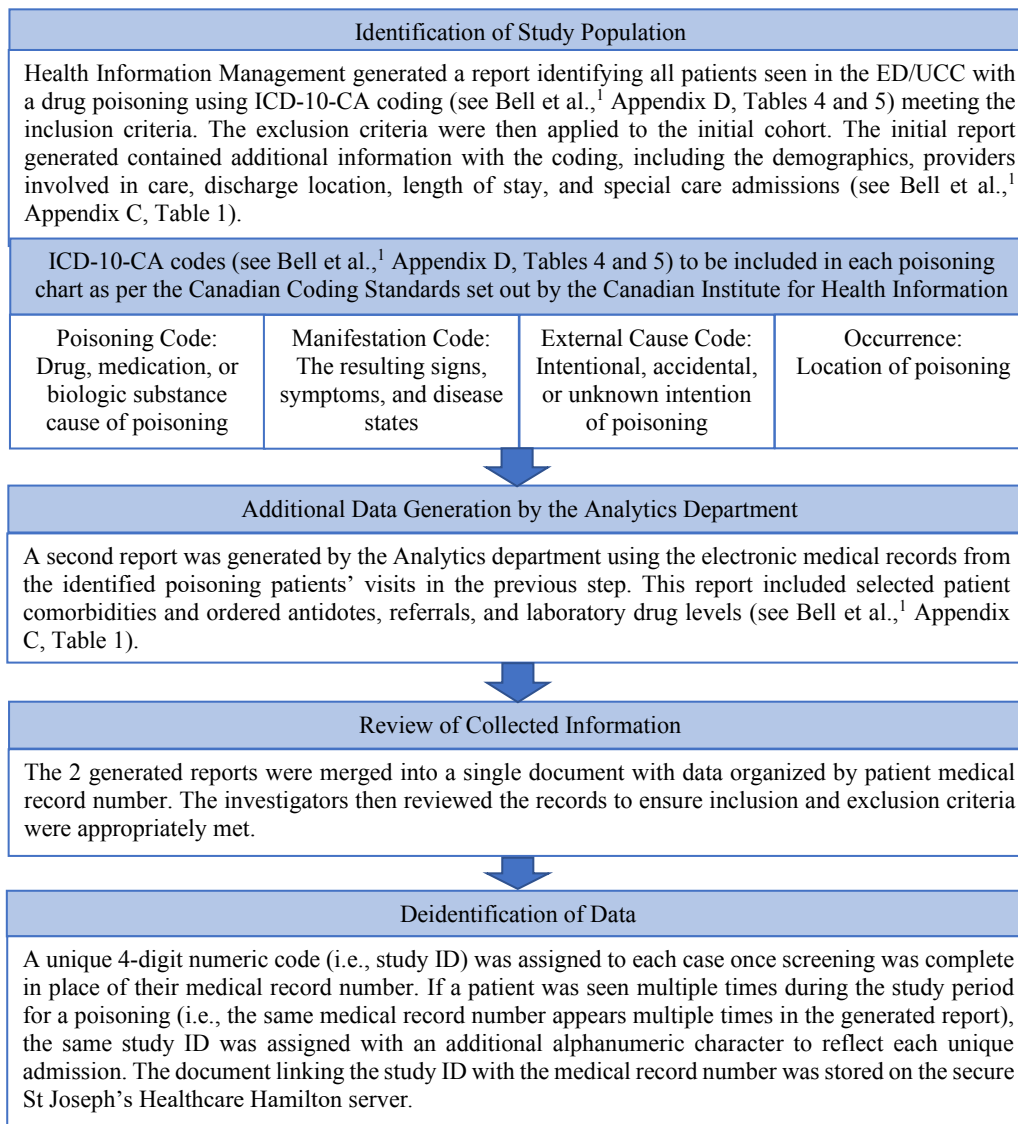 Identification of Study Population
Health Information Management generated a report identifying all patients seen in the ED/UCC with
a drug poisoning using ICD-10-CA coding (see Bell et al.,1 Appendix D, Tables 4 and 5) meeting the
inclusion criteria. The exclusion criteria were then applied to the initial cohort. The initial report
generated contained additional information with the coding, including the demographics, providers
involved in care, discharge location, length of stay, and special care admissions (see Bell et al.,1
Appendix C, Table 1).
ICD-10-CA codes (see Bell et al.,1 Appendix D, Tables 4 and 5) to be included in each poisoning
chart as per the Canadian Coding Standards set out by the Canadian Institute for Health Information
Poisoning Code:
Drug, medication, or
biologic substance
cause of poisoning
Manifestation Code:
The resulting signs,
symptoms, and disease
states
External Cause Code:
Intentional, accidental,
or unknown intention
of poisoning
Occurrence:
Location of poisoning
Additional Data Generation by the Analytics Department
A second report was generated by the Analytics department using the electronic medical records from
the identified poisoning patients' visits in the previous step. This report included selected patient
comorbidities and ordered antidotes, referrals, and laboratory drug levels (see Bell et al.,1 Appendix
C, Table 1).
Review of Collected Information
The 2 generated reports were merged into a single document with data organized by patient medical
record number. The investigators then reviewed the records to ensure inclusion and exclusion criteria
were appropriately met.
Deidentification of Data
A unique 4-digit numeric code (i.e., study ID) was assigned to each case once screening was complete
in place of their medical record number. If a patient was seen multiple times during the study period
for a poisoning (i.e., the same medical record number appears multiple times in the generated report),
the same study ID was assigned with an additional alphanumeric character to reflect each unique
admission. The document linking the study ID with the medical record number was stored on the secure
St Joseph's Healthcare Hamilton server.